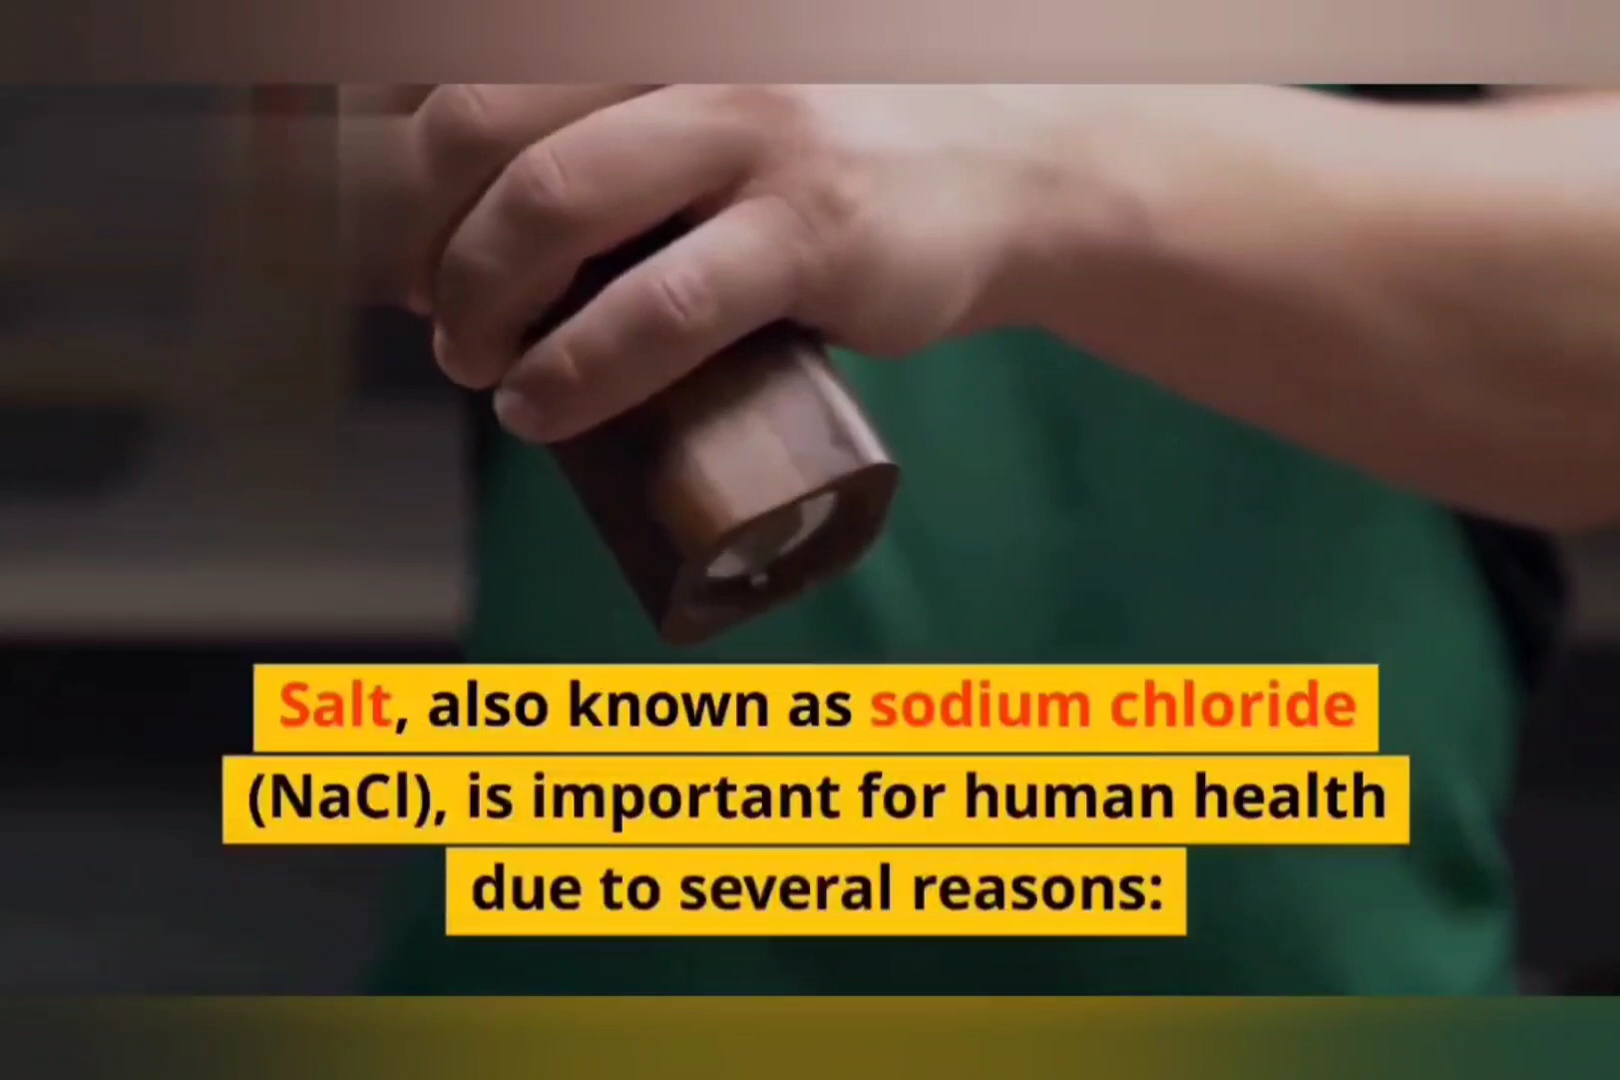 Salt, also known as sodium chloride
(NaCl), is important for human health
due to several reasons: